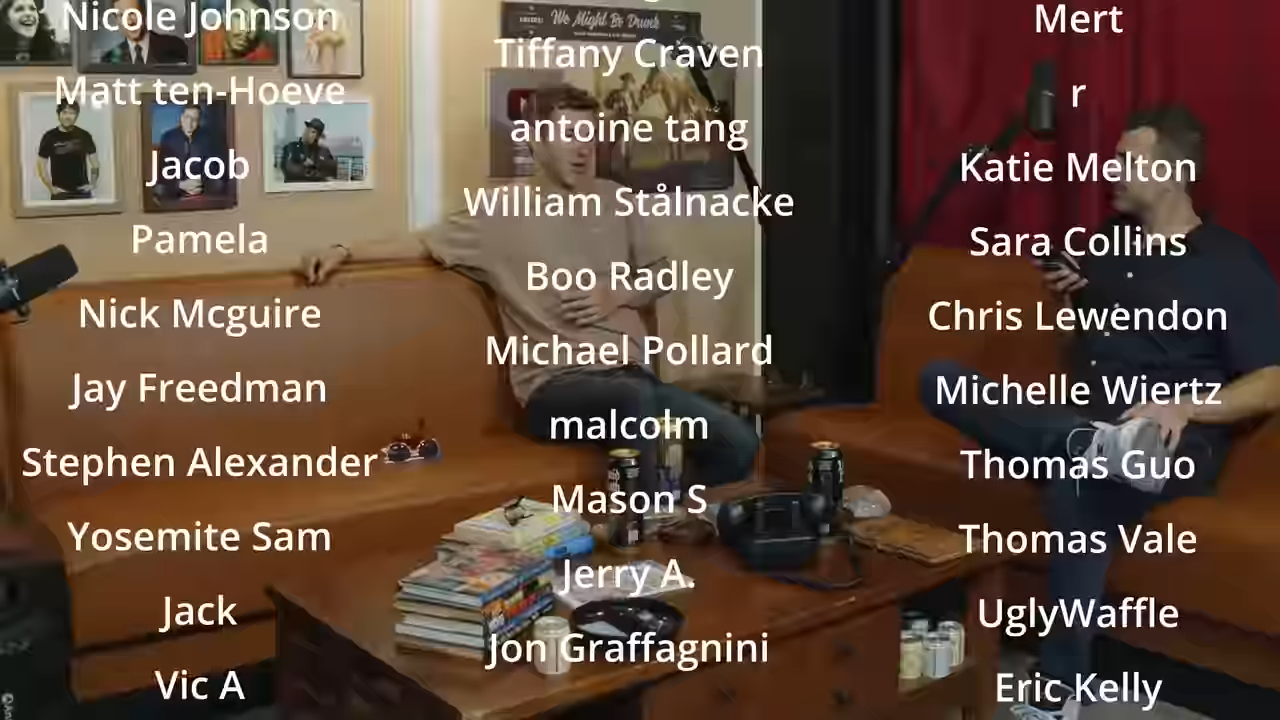 Nicole Johnson
Matt ten-Hoeve
Jacob
Pamela
Nick Mcguire
Jay Freedman
Stephen Alexander
Yosemite Sam
Jack
Vic A
We Might Be Drunk
Tiffany Craven
antoine tang
William Stålnacke
Boo Radley
Michael Pollard
malcolm
Mason S
Jerry A.
Jon Graffagnini
Mert
r
Katie Melton
Sara Collins
Chris Lewendon
Michelle Wiertz
Thomas Guo
Thomas Vale
UglyWaffle
Eric Kelly